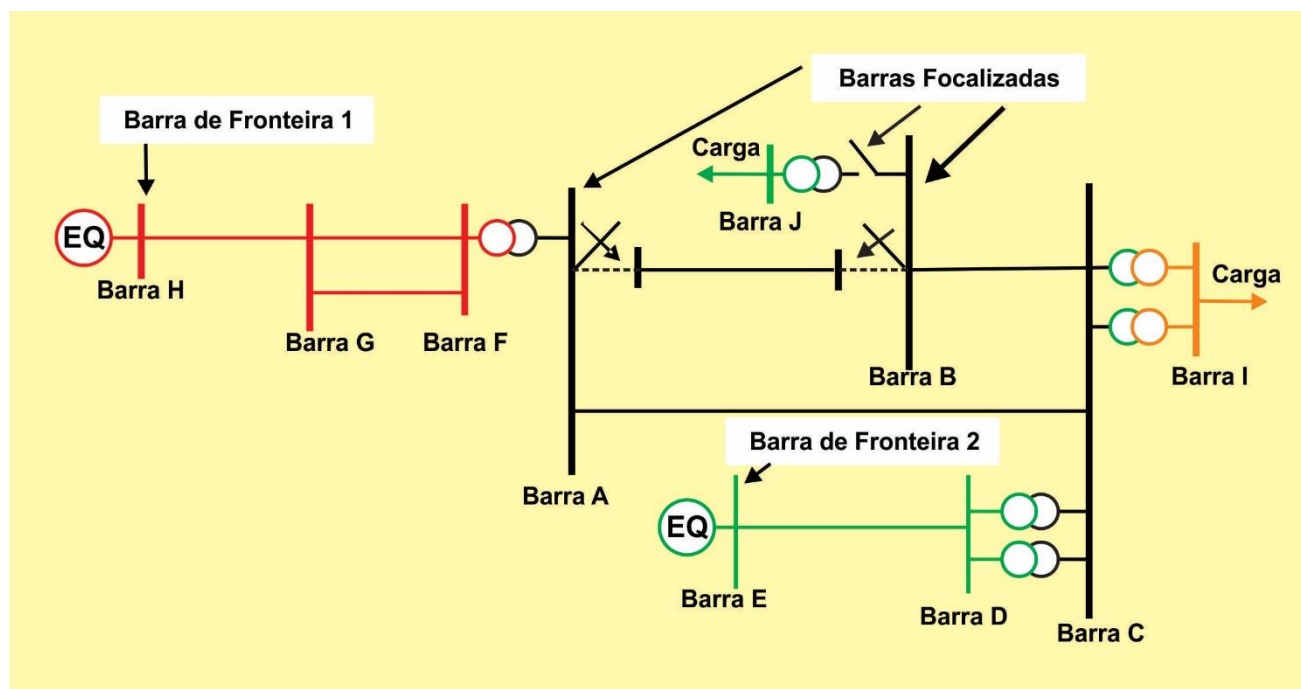 Barras Focalizadas
Barra de Fronteira 1
Carga
EQ
Barra J
Carga
Barra H
Barra G
Barra F
Barra B
Barra I
Barra de Fronteira 2
Barra A
EQ
Barra E
Barra D
Barra C